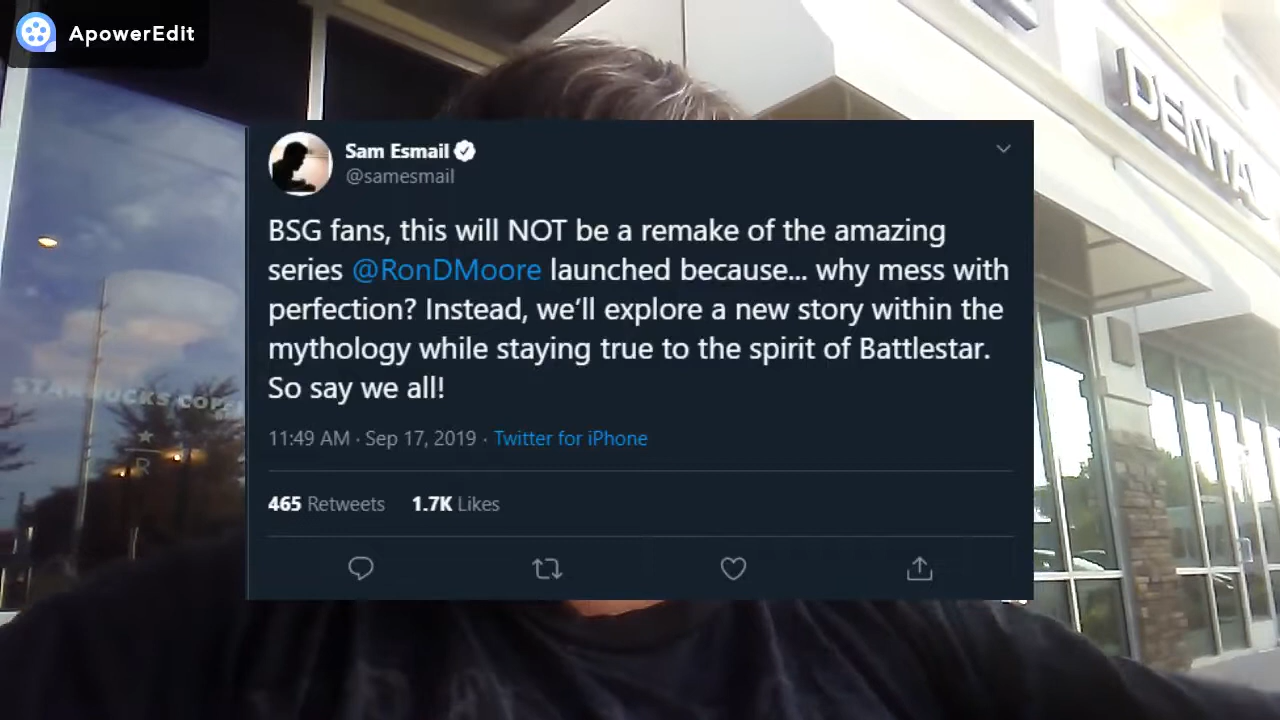 ApowerEdit
Sam Esmail
@samesmail
BSG fans, this will NOT be a remake of the amazing
series @RonDMoore launched because... why mess with
perfection? Instead, we'll explore a new story within the
mythology while staying true to the spirit of Battlestar.
So say we all!
11:49 AM · Sep 17, 2019 · Twitter for iPhone
465 Retweets 1.7K Likes
DENTAL
STARBUCKS COFFEE
R